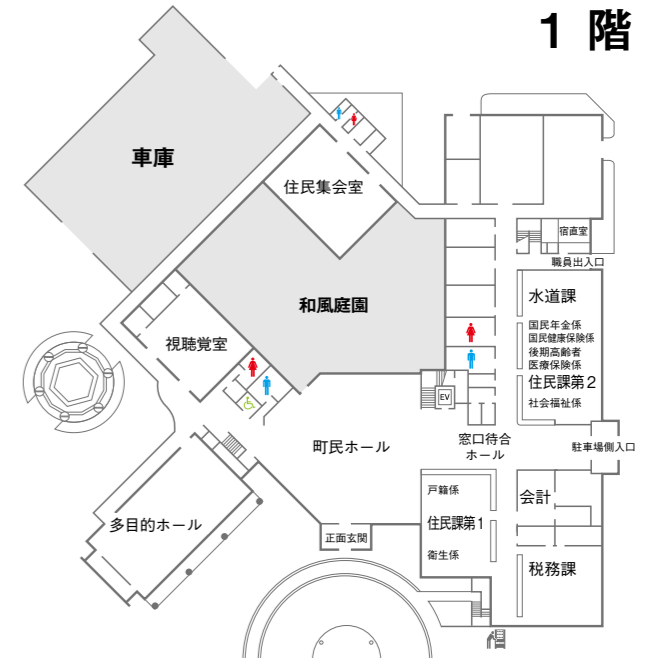 1 階
車庫
住民集会室
宿直室
職員出入口
和風庭園
水道課
国民年金係
国民健康保険係
後期高齢者
医療保険係
住民課第2
社会福祉係
視聴覚室
EV
町民ホール
窓口待合
ホール
駐車場側入口
戸籍係
住民課第1
衛生係
会計
多目的ホール
正面玄関
税務課